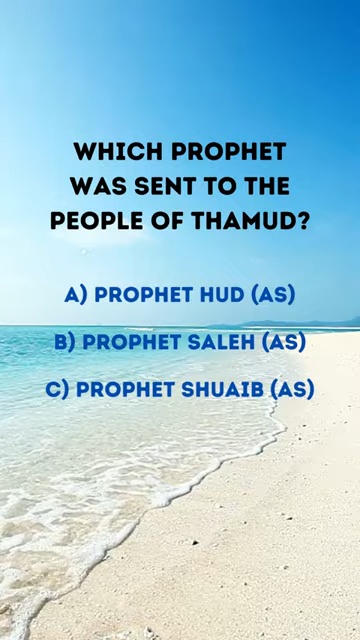 WHICH PROPHET
WAS SENT TO THE
PEOPLE OF THAMUD?
A) PROPHET HUD (AS)
B) PROPHET SALEH (AS)
C) PROPHET SHUAIB (AS)